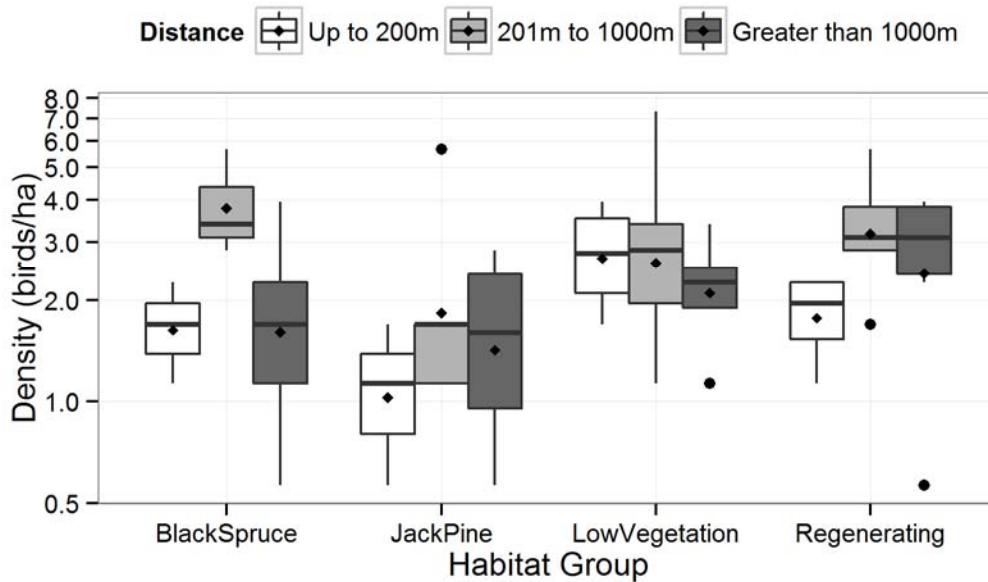 Distance Up to 200m 201m to 1000m Greater than 1000m
8.0
7.0
6.0
5.0
4.0
3.0
2.0
1.0
0.5
Density (birds/ha)
BlackSpruce JackPine LowVegetation Regenerating
Habitat Group